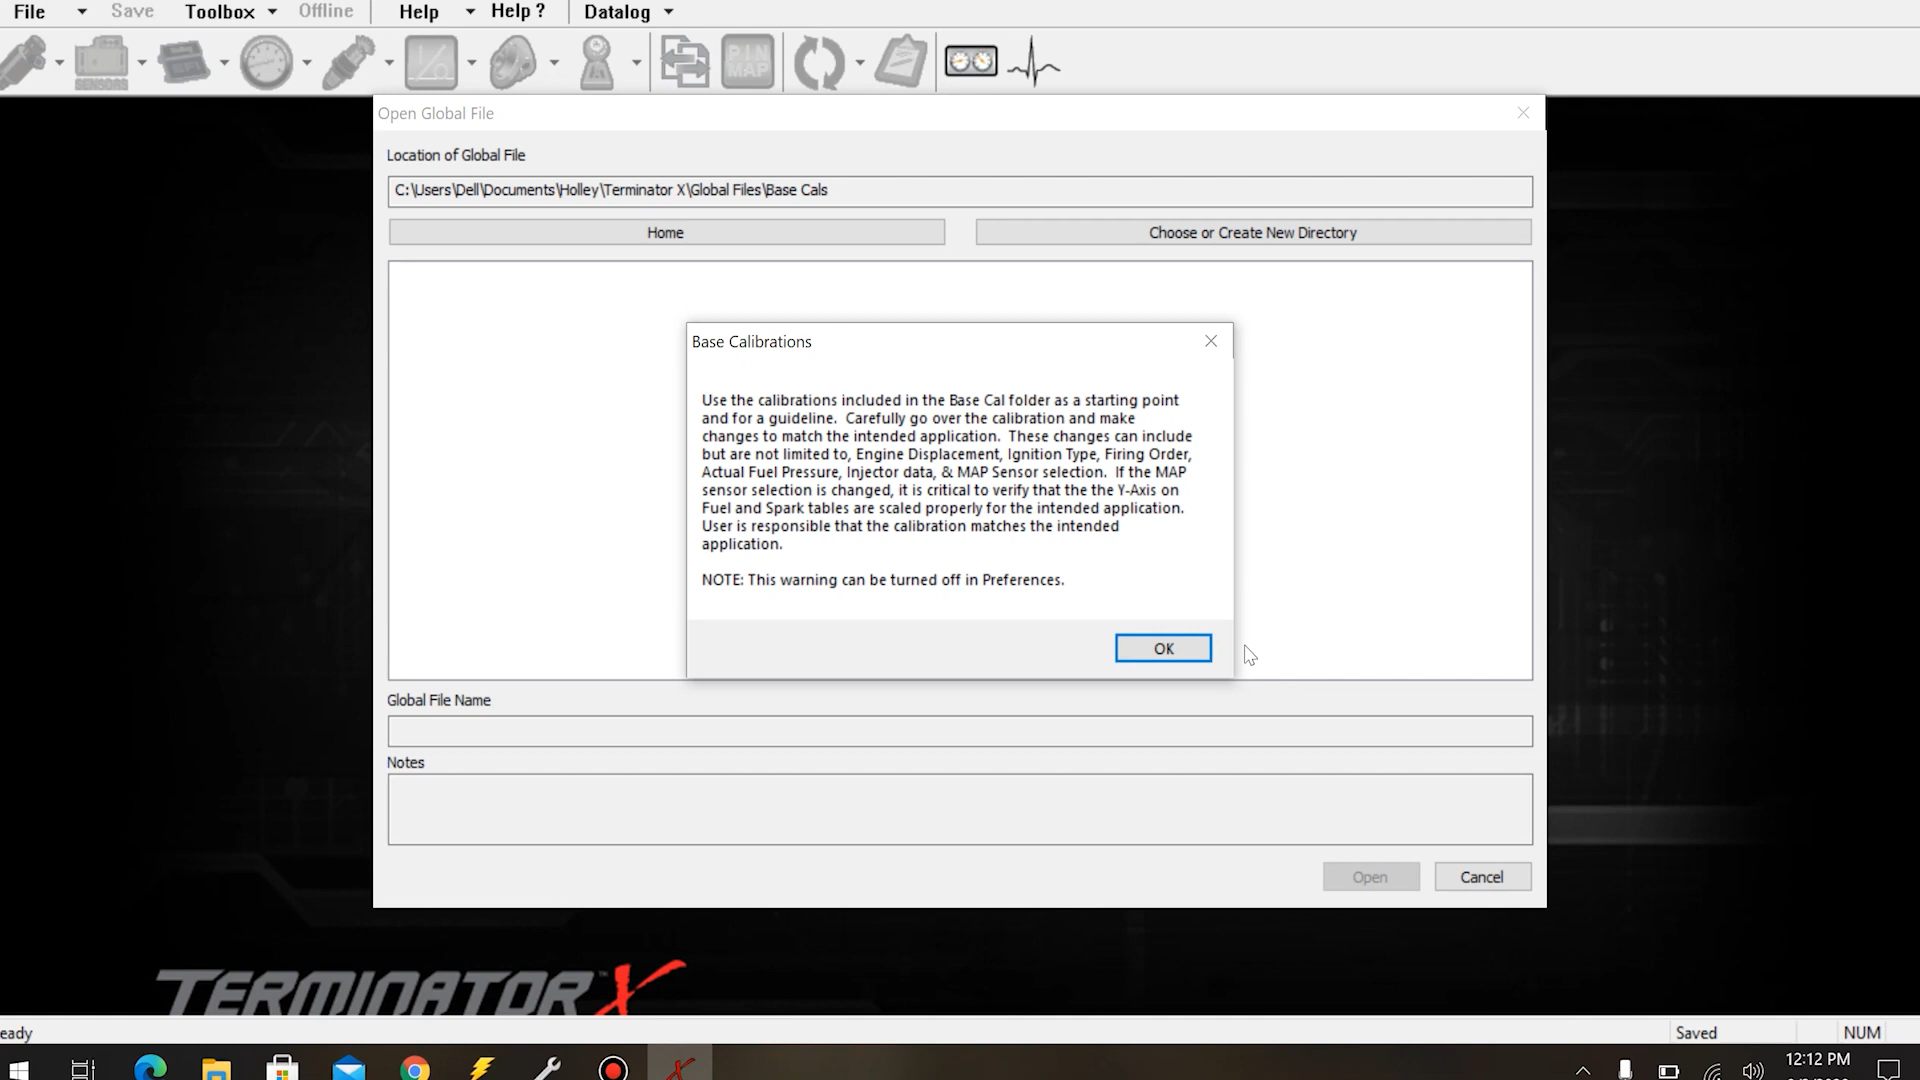 File Save Toolbox Offline Help Help ? Datalog
SENSORS PIN
MAP
Open Global File
Location of Global File
C:\Users\Dell\Documents\Holley\Terminator X\Global Files\Base Cals
Home Choose or Create New Directory
Base Calibrations
Use the calibrations included in the Base Cal folder as a starting point
and for a guideline.  Carefully go over the calibration and make
changes to match the intended application.  These changes can include
but are not limited to, Engine Displacement, Ignition Type, Firing Order,
Actual Fuel Pressure, Injector data, & MAP Sensor selection.  If the MAP
sensor selection is changed, it is critical to verify that the the Y-Axis on
Fuel and Spark tables are scaled properly for the intended application.
User is responsible that the calibration matches the intended
application.
NOTE: This warning can be turned off in Preferences.
OK
Global File Name
Notes
Open Cancel
TERMINATOR™ X
eady Saved NUM
12:12 PM